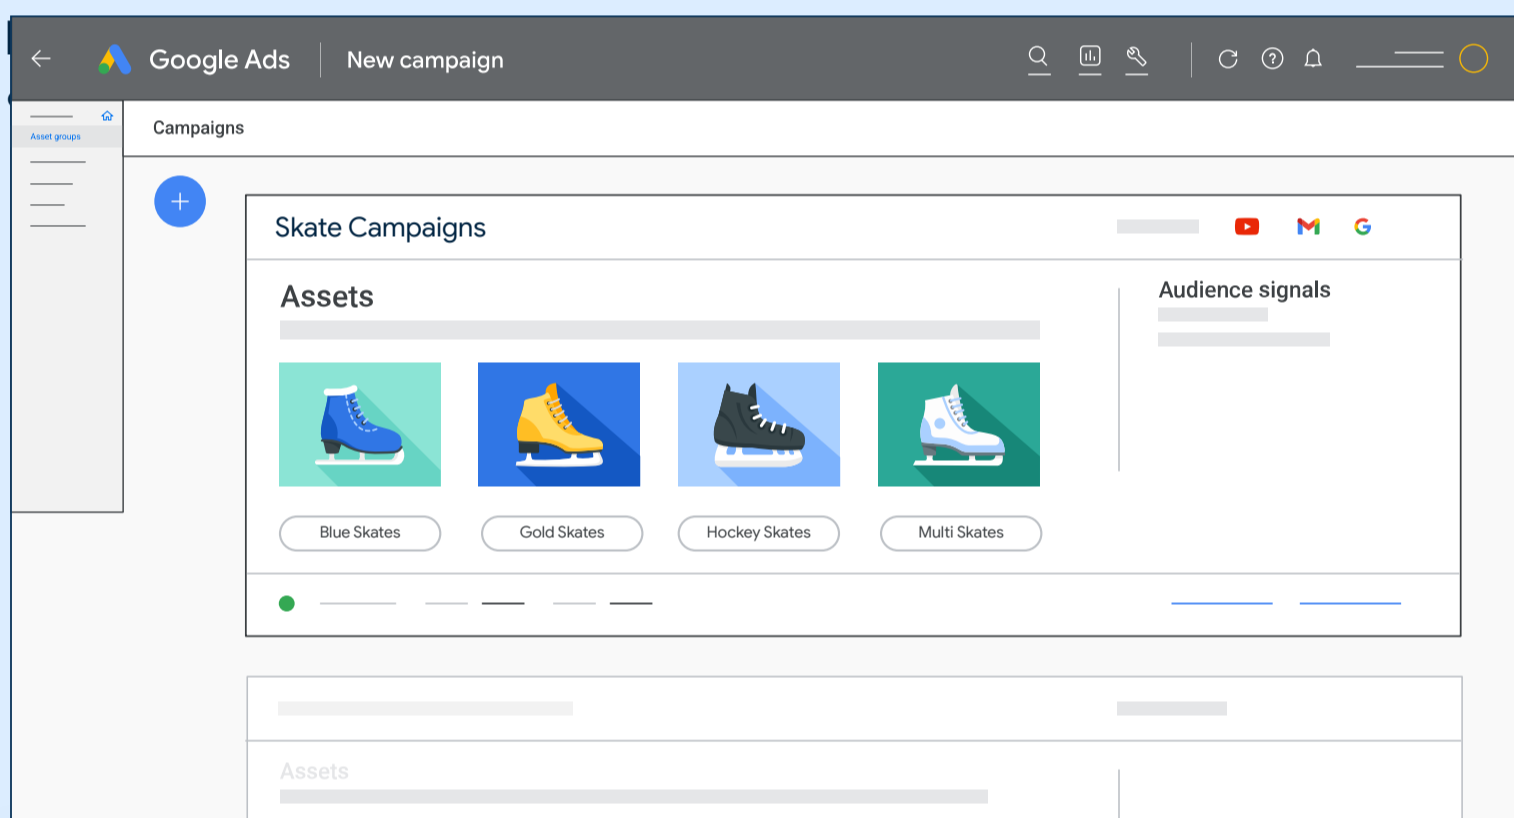 Google Ads
New campaign
Asset groups
Campaigns
Skate Campaigns
Assets
Audience signals
Blue Skates
Gold Skates
Hockey Skates
Multi Skates
Assets